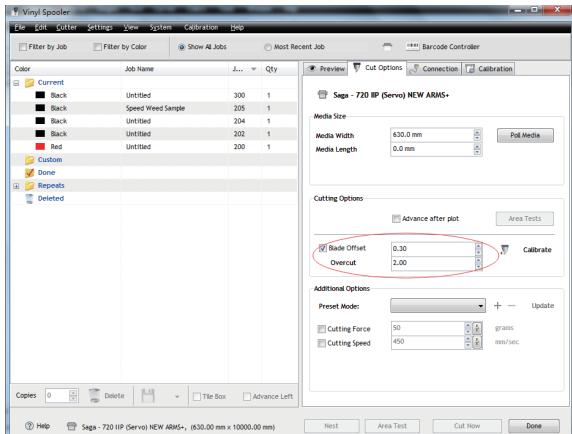 Vinyl Spooler
File Edit Cutter Settings View System Calibration Help
Filter by Job Filter by Color Show All Jobs Most Recent Job Barcode Controller
Color Job Name J... Qty
Current
Black Untitled 300 1
Black Speed Weed Sample 205 1
Black Untitled 204 1
Black Untitled 202 1
Red Untitled 200 1
Custom
Done
Repeats
Deleted
Copies 0 Delete Tile Box Advance Left
Preview Cut Options Connection Calibration
Saga - 720 IIP (Servo) NEW ARMS+
Media Size
Media Width 630.0 mm Poll Media
Media Length 0.0 mm
Cutting Options
Advance after plot Area Tests
Blade Offset 0.30 Calibrate
Overcut 2.00
Additional Options
Preset Mode: Update
Cutting Force 50 grams
Cutting Speed 450 mm/sec
Help Saga - 720 IIP (Servo) NEW ARMS+, (630.00 mm x 10000.00 mm) Nest Area Test Cut Now Done